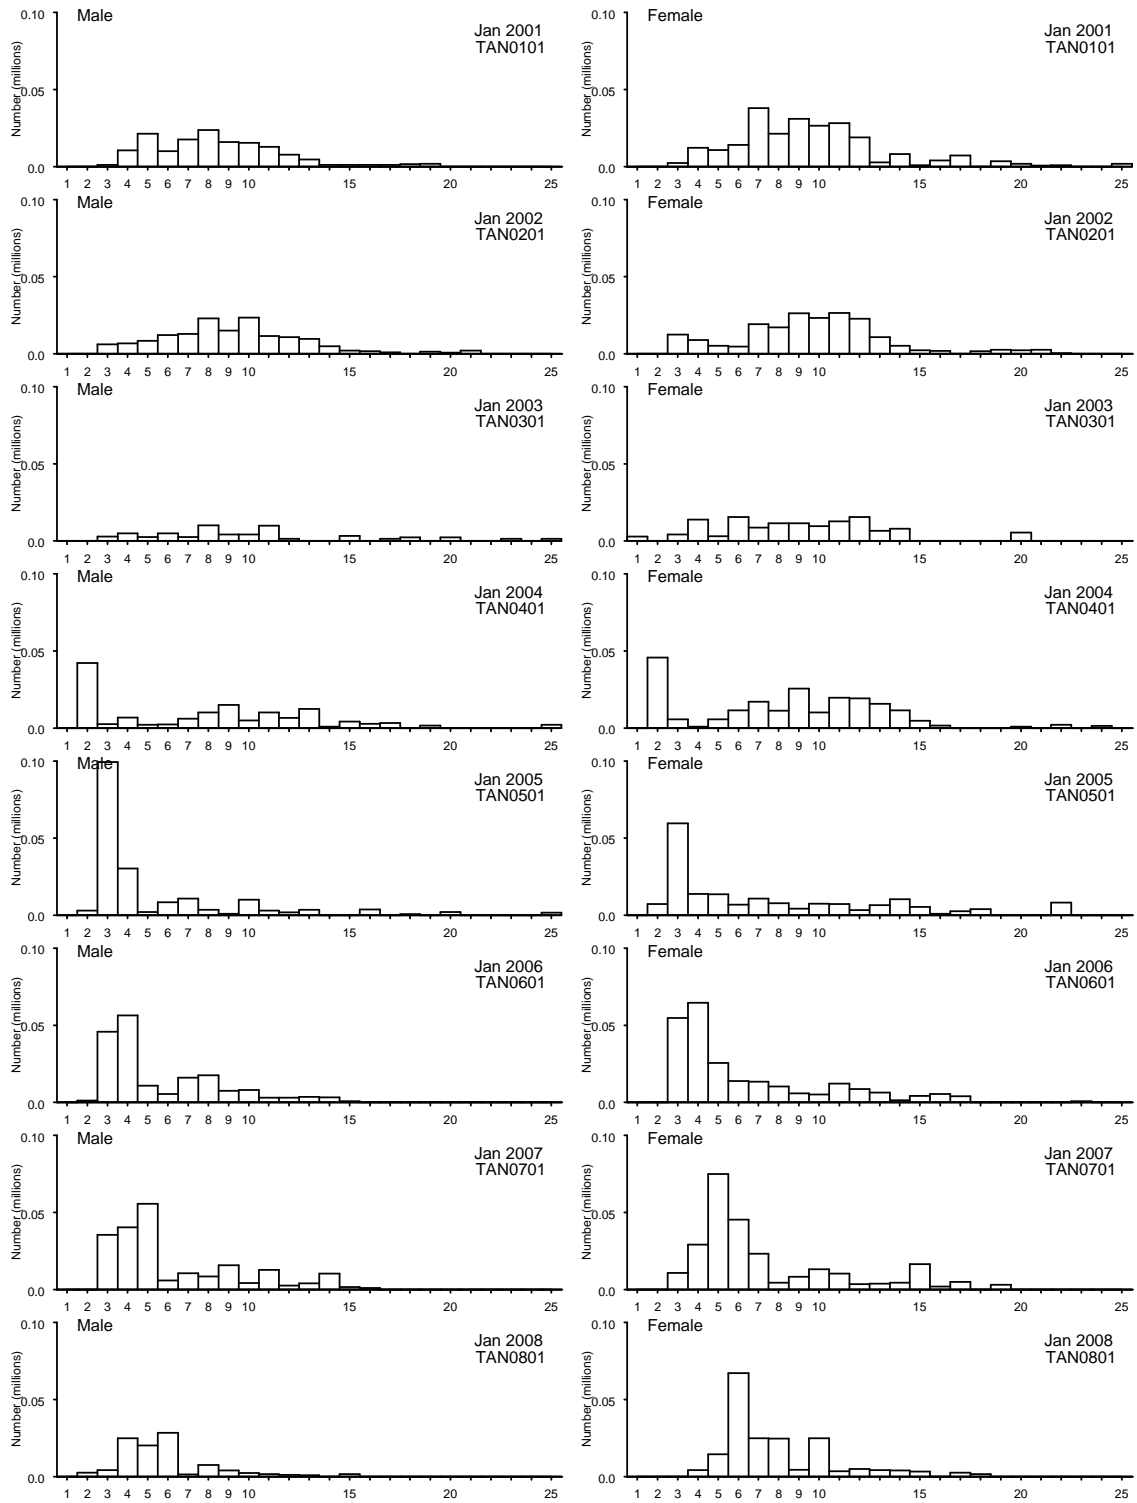 Male
Jan 2001
TAN0101
Number (millions)
0.10
0.05
0.0
1 2 3 4 5 6 7 8 9 10 15 20 25
Female
Jan 2001
TAN0101
Number (millions)
0.10
0.05
0.0
1 2 3 4 5 6 7 8 9 10 15 20 25
Male
Jan 2002
TAN0201
Number (millions)
0.10
0.05
0.0
1 2 3 4 5 6 7 8 9 10 15 20 25
Female
Jan 2002
TAN0201
Number (millions)
0.10
0.05
0.0
1 2 3 4 5 6 7 8 9 10 15 20 25
Male
Jan 2003
TAN0301
Number (millions)
0.10
0.05
0.0
1 2 3 4 5 6 7 8 9 10 15 20 25
Female
Jan 2003
TAN0301
Number (millions)
0.10
0.05
0.0
1 2 3 4 5 6 7 8 9 10 15 20 25
Male
Jan 2004
TAN0401
Number (millions)
0.10
0.05
0.0
1 2 3 4 5 6 7 8 9 10 15 20 25
Female
Jan 2004
TAN0401
Number (millions)
0.10
0.05
0.0
1 2 3 4 5 6 7 8 9 10 15 20 25
Male
Jan 2005
TAN0501
Number (millions)
0.10
0.05
0.0
1 2 3 4 5 6 7 8 9 10 15 20 25
Female
Jan 2005
TAN0501
Number (millions)
0.10
0.05
0.0
1 2 3 4 5 6 7 8 9 10 15 20 25
Male
Jan 2006
TAN0601
Number (millions)
0.10
0.05
0.0
1 2 3 4 5 6 7 8 9 10 15 20 25
Female
Jan 2006
TAN0601
Number (millions)
0.10
0.05
0.0
1 2 3 4 5 6 7 8 9 10 15 20 25
Male
Jan 2007
TAN0701
Number (millions)
0.10
0.05
0.0
1 2 3 4 5 6 7 8 9 10 15 20 25
Female
Jan 2007
TAN0701
Number (millions)
0.10
0.05
0.0
1 2 3 4 5 6 7 8 9 10 15 20 25
Male
Jan 2008
TAN0801
Number (millions)
0.10
0.05
0.0
1 2 3 4 5 6 7 8 9 10 15 20 25
Female
Jan 2008
TAN0801
Number (millions)
0.10
0.05
0.0
1 2 3 4 5 6 7 8 9 10 15 20 25